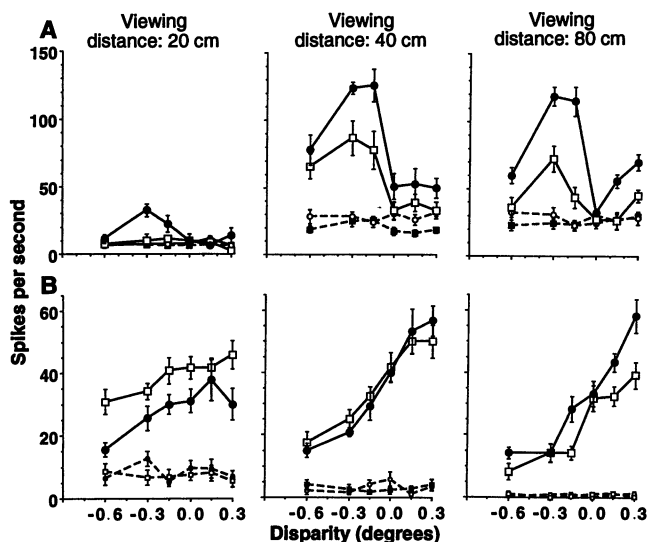 Viewing distance: 20 cm
Viewing distance: 40 cm
Viewing distance: 80 cm
A
150
100
50
0
Spikes per second
B
60
40
20
0
-0.6 -0.3 0.0 0.3
-0.6 -0.3 0.0 0.3
-0.6 -0.3 0.0 0.3
Disparity (degrees)